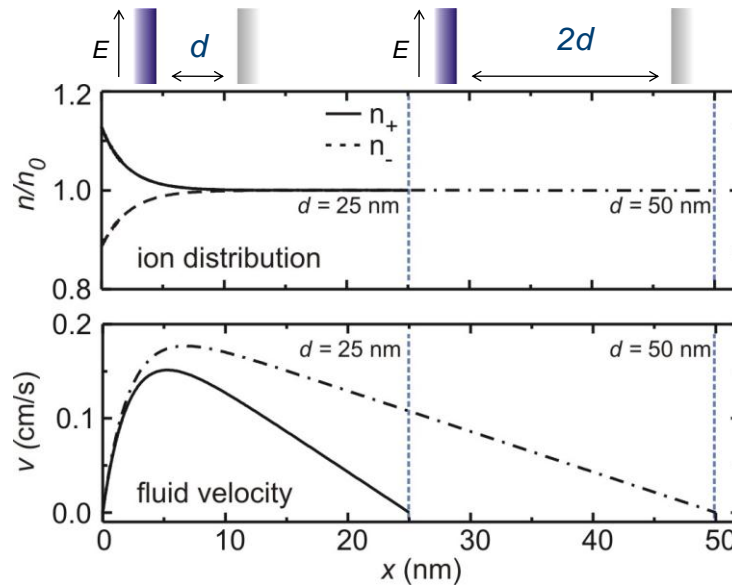 E d E 2d
1.2
n₊
n₋
n/n₀ 1.0
d = 25 nm d = 50 nm
ion distribution
0.8
0.2
d = 25 nm d = 50 nm
v (cm/s) 0.1
fluid velocity
0.0
0 10 20 30 40 50
x (nm)